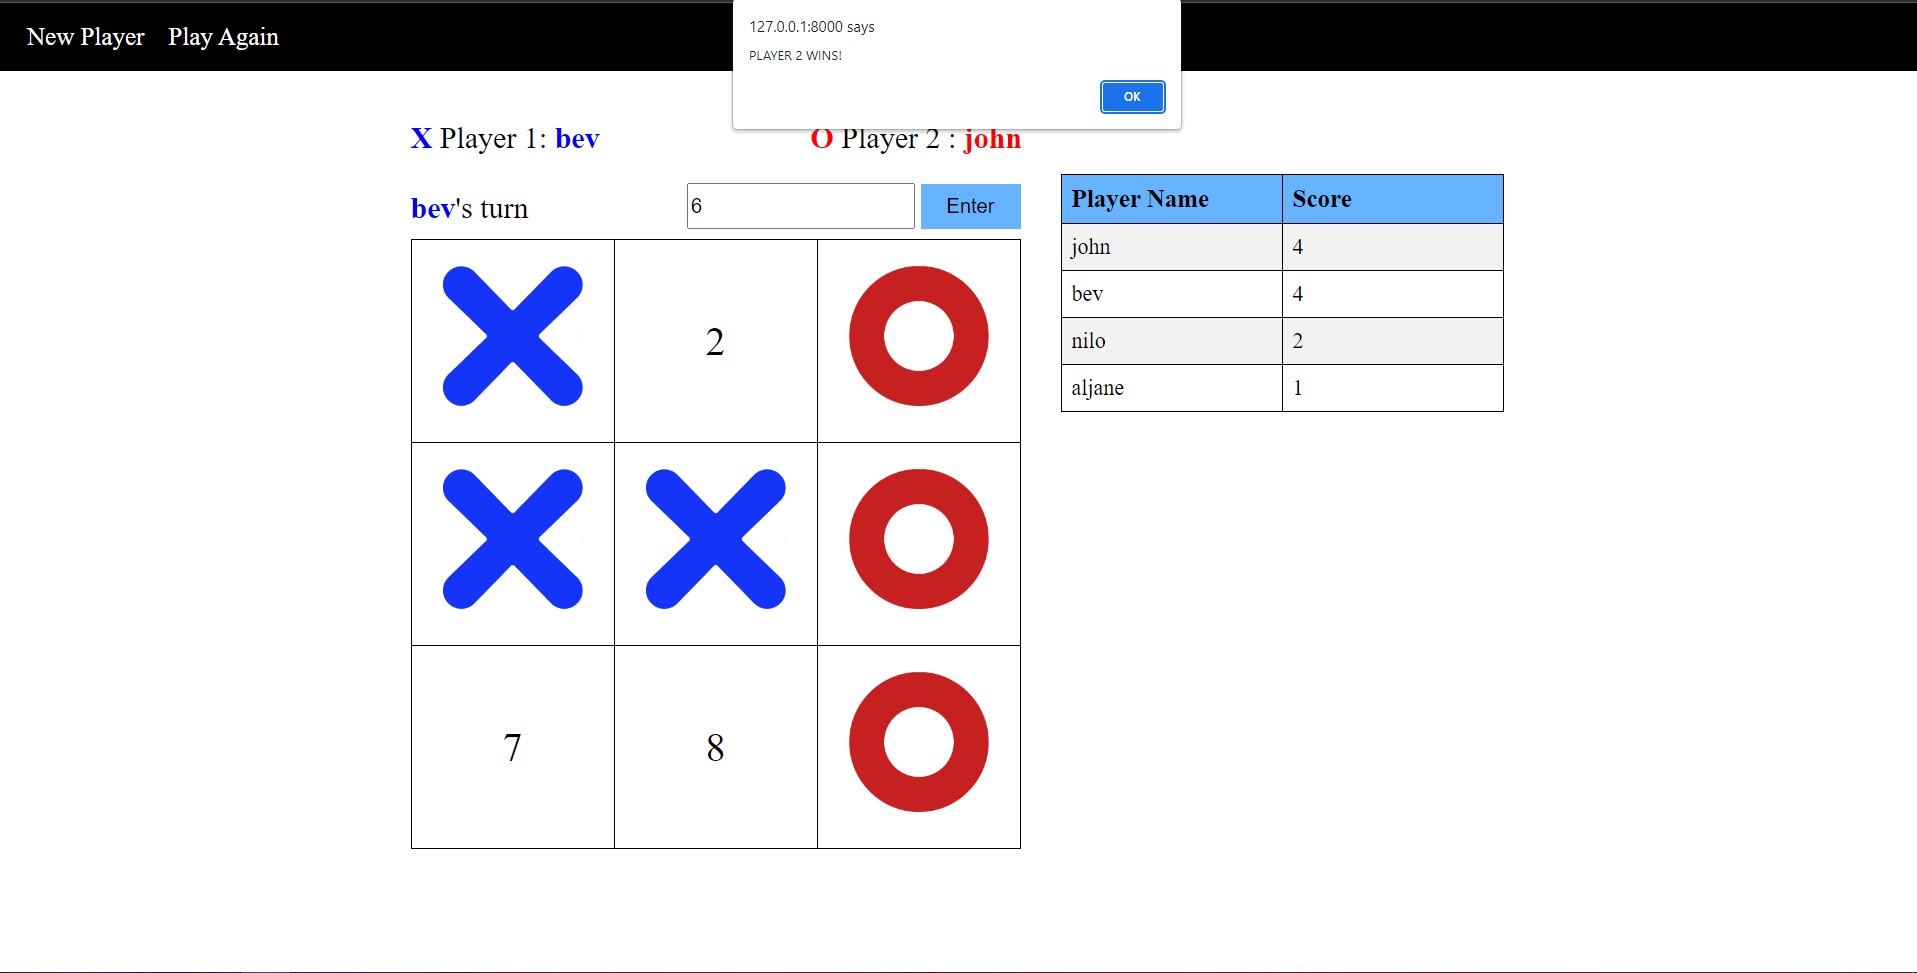 New Player Play Again
127.0.0.1:8000 says
PLAYER 2 WINS!
OK
X Player 1: bev
O Player 2 : john
bev's turn
6
Enter
2
7
8
Player Name Score
john 4
bev 4
nilo 2
aljane 1